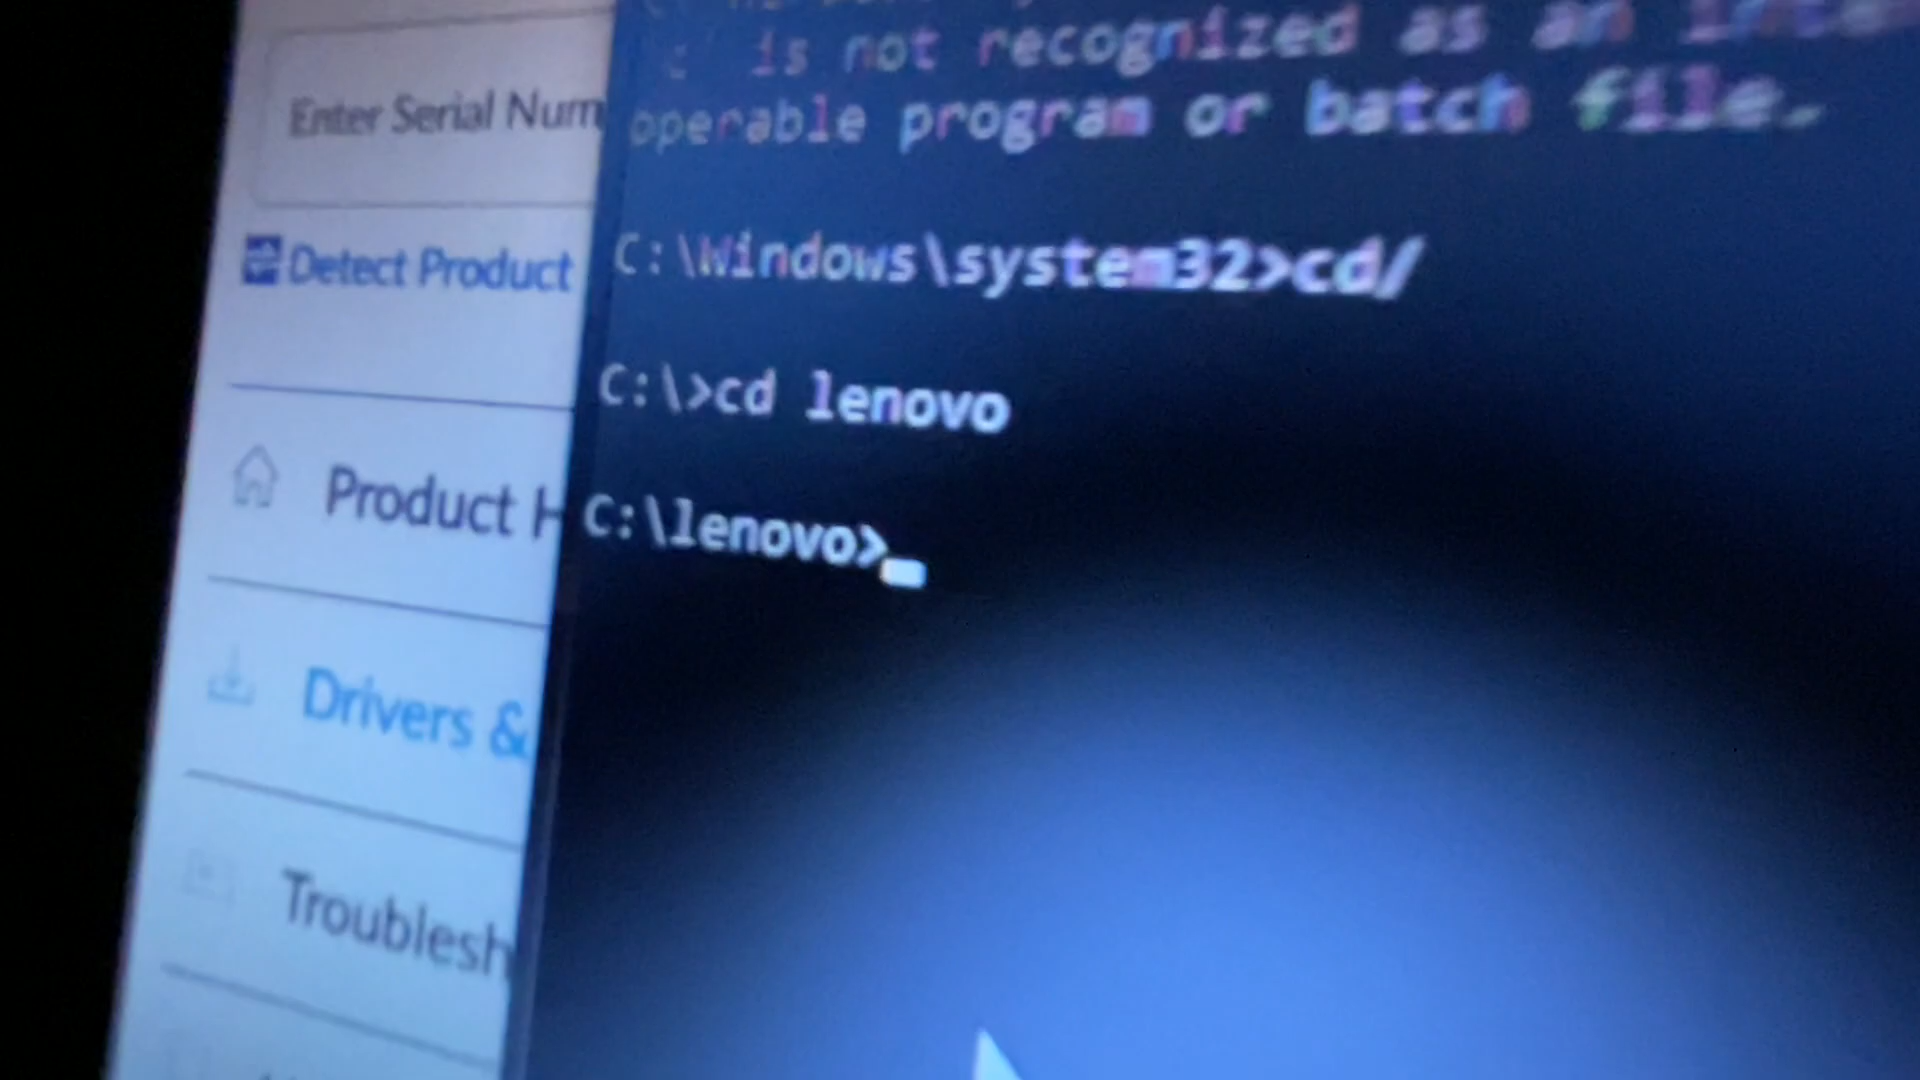 Enter Serial Num
Detect Product
Product H
Drivers &
Troublesh
is not recognized as an
operable program or batch file.
C:\Windows\system32>cd/
C:\>cd lenovo
C:\lenovo>